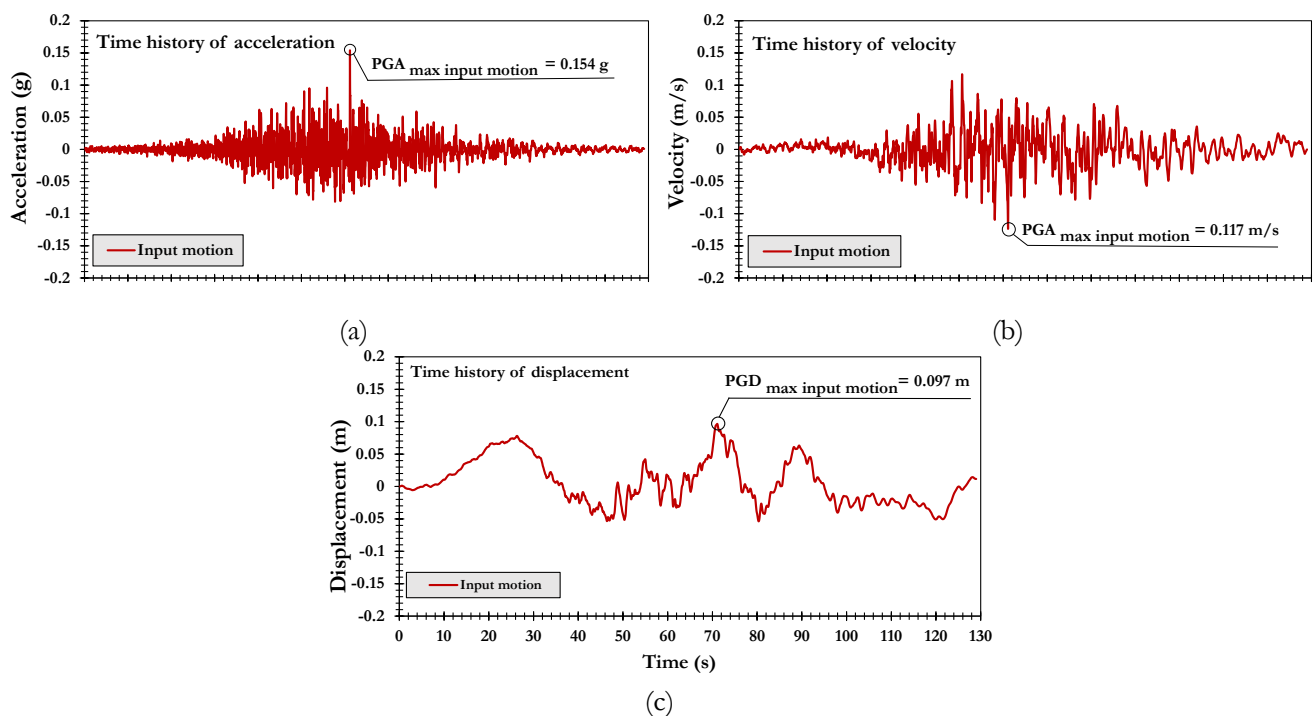 Time history of acceleration
PGA max input motion = 0.154 g
Acceleration (g)
0.2
0.15
0.1
0.05
0
-0.05
-0.1
-0.15
-0.2
Input motion
(a)
Time history of velocity
PGA max input motion = 0.117 m/s
Velocity (m/s)
0.2
0.15
0.1
0.05
0
-0.05
-0.1
-0.15
-0.2
Input motion
(b)
Time history of displacement
PGD max input motion = 0.097 m
Displacement (m)
0.2
0.15
0.1
0.05
0
-0.05
-0.1
-0.15
-0.2
Input motion
0 10 20 30 40 50 60 70 80 90 100 110 120 130
Time (s)
(c)